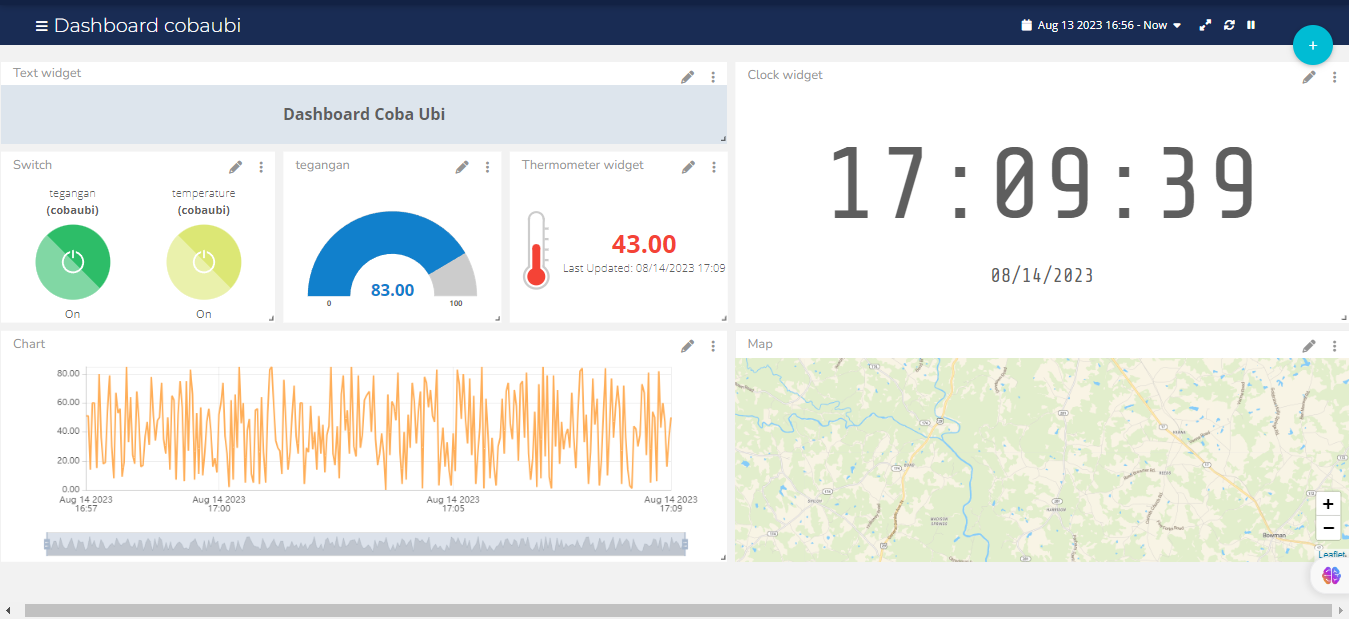 Dashboard cobaubi
Aug 13 2023 16:56 - Now
+
Text widget
Dashboard Coba Ubi
Clock widget
17:09:39
08/14/2023
Switch
tegangan
(cobaubi)
On
temperature
(cobaubi)
On
tegangan
83.00
0
100
Thermometer widget
43.00
Last Updated: 08/14/2023 17:09
Chart
80.00
60.00
40.00
20.00
0.00
Aug 14 2023
16:57
Aug 14 2023
17:00
Aug 14 2023
17:05
Aug 14 2023
17:09
Map
Bowman
+
−
Leaflet